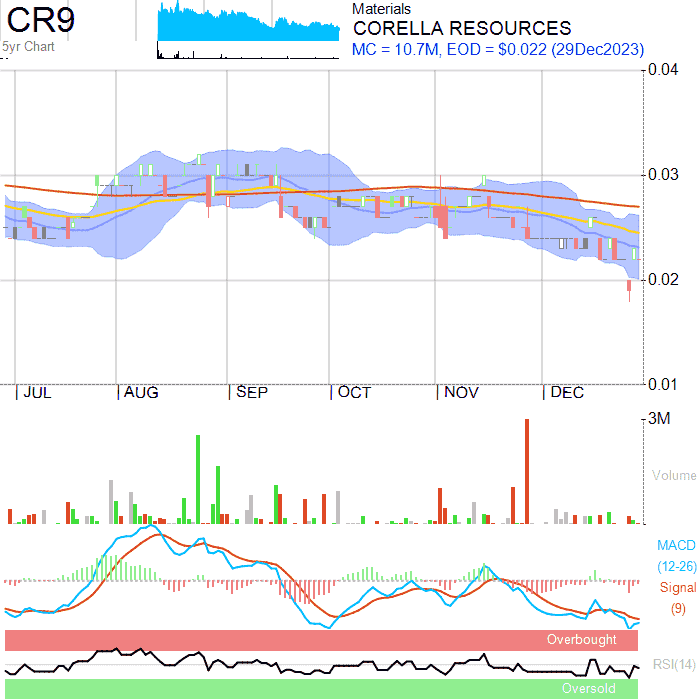 CR9
5yr Chart
Materials
CORELLA RESOURCES
MC = 10.7M, EOD = $0.022 (29Dec2023)
0.04
0.03
0.02
0.01
JUL AUG SEP OCT NOV DEC
3M
Volume
MACD
(12-26)
Signal
(9)
Overbought
RSI(14)
Oversold